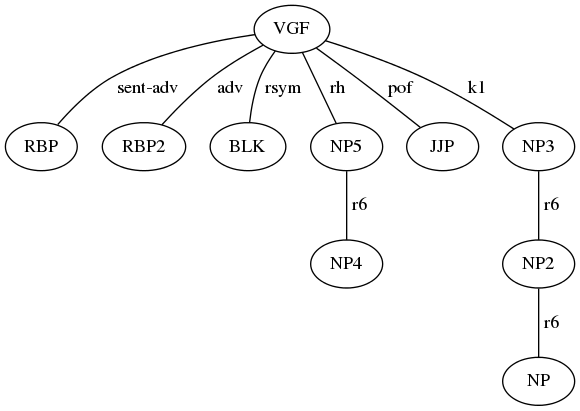 VGF
sent-adv adv rsym rh pof k1
RBP RBP2 BLK NP5 JJP NP3
r6 r6
NP4 NP2
r6
NP